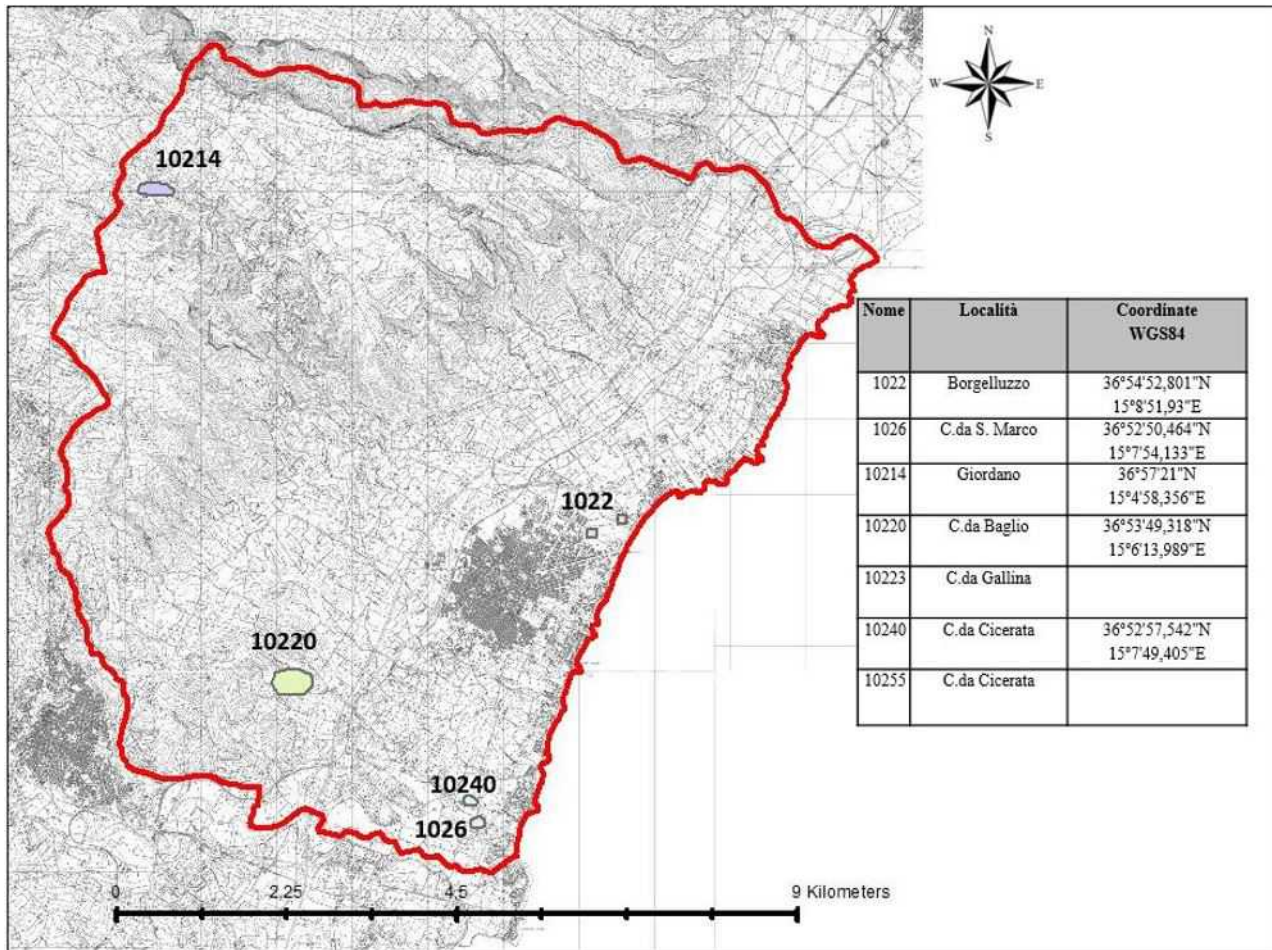 N
W E
S
10214
1022
10220
10240
1026
0 2.25 4.5 9 Kilometers
Nome Località Coordinate
WGS84
1022 Borgelluzzo 36°54'52,801"N
15°8'51,93"E
1026 C.da S. Marco 36°52'50,464"N
15°7'54,133"E
10214 Giordano 36°57'21"N
15°4'58,356"E
10220 C.da Baglio 36°53'49,318"N
15°6'13,989"E
10223 C.da Gallina
10240 C.da Cicerata 36°52'57,542"N
15°7'49,405"E
10255 C.da Cicerata